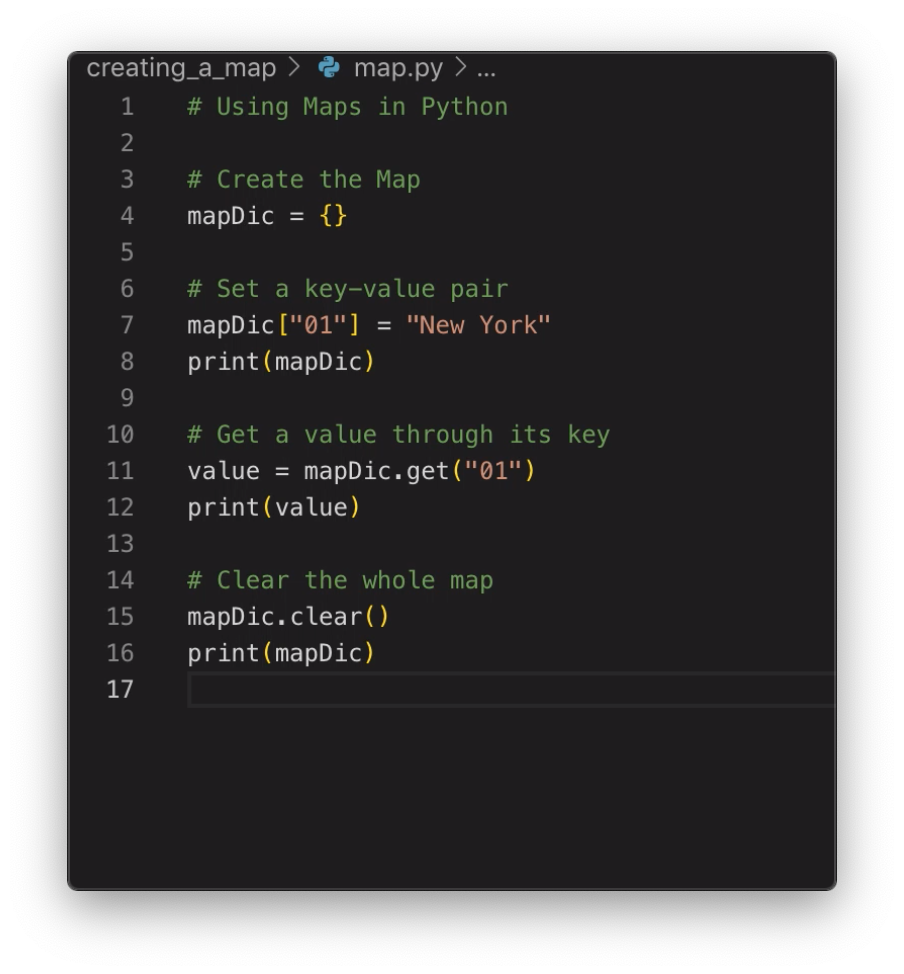 creating_a_map > map.py > ...
1 # Using Maps in Python
2
3 # Create the Map
4 mapDic = {}
5
6 # Set a key-value pair
7 mapDic["01"] = "New York"
8 print(mapDic)
9
10 # Get a value through its key
11 value = mapDic.get("01")
12 print(value)
13
14 # Clear the whole map
15 mapDic.clear()
16 print(mapDic)
17